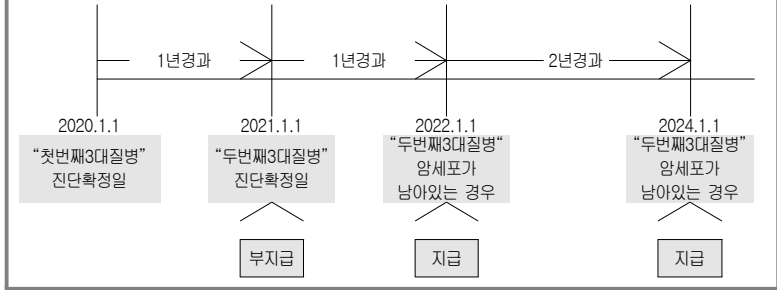 1년경과
1년경과
2년경과
2020.1.1
2021.1.1
2022.1.1
2024.1.1
“첫번째3대질병”
진단확정일
“두번째3대질병”
진단확정일
“두번째3대질병“
암세포가
남아있는 경우
“두번째3대질병”
암세포가
남아있는 경우
부지급
지급
지급